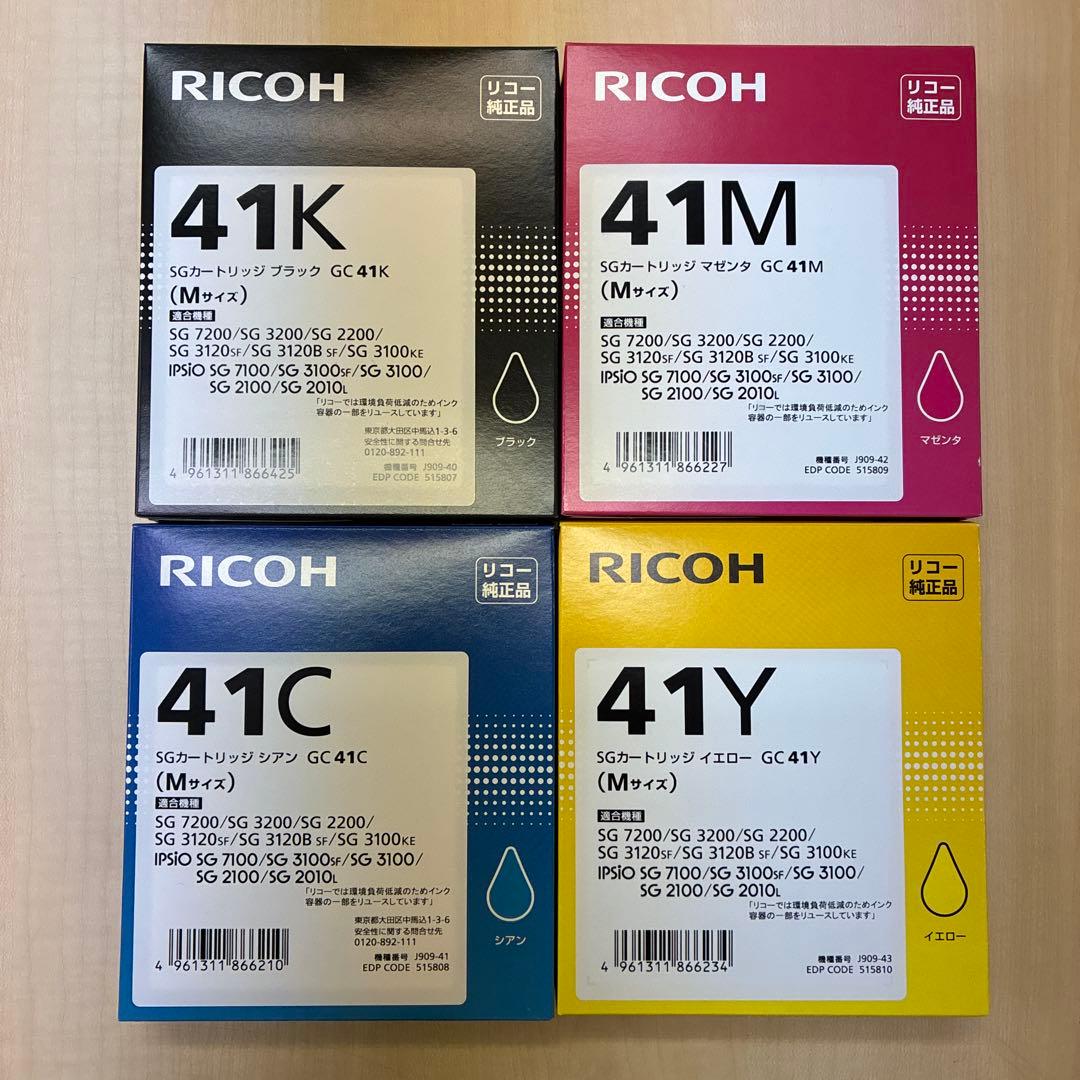 RICOH
リコー
純正品
41K
SGカートリッジ ブラック GC 41K
(Mサイズ)
適合機種
SG 7200/SG 3200/SG 2200/
SG 3120SF/SG 3120B SF/SG 3100KE
IPSiO SG 7100/SG 3100SF/SG 3100/
SG 2100/SG 2010L
「リコーでは環境負荷低減のためインク
容器の一部をリユースしています」
東京都大田区中馬込1-3-6
安全性に関する問合せ先
0120-892-111
機種番号 J909-40
EDP CODE 515807
4 961311 866425
ブラック
RICOH
リコー
純正品
41M
SGカートリッジ マゼンタ GC 41M
(Mサイズ)
適合機種
SG 7200/SG 3200/SG 2200/
SG 3120SF/SG 3120B SF/SG 3100KE
IPSiO SG 7100/SG 3100SF/SG 3100/
SG 2100/SG 2010L
「リコーでは環境負荷低減のためインク
容器の一部をリユースしています」
機種番号 J909-42
EDP CODE 515809
4 961311 866227
マゼンタ
RICOH
リコー
純正品
41C
SGカートリッジ シアン GC 41C
(Mサイズ)
適合機種
SG 7200/SG 3200/SG 2200/
SG 3120SF/SG 3120B SF/SG 3100KE
IPSiO SG 7100/SG 3100SF/SG 3100/
SG 2100/SG 2010L
「リコーでは環境負荷低減のためインク
容器の一部をリユースしています」
東京都大田区中馬込1-3-6
安全性に関する問合せ先
0120-892-111
機種番号 J909-41
EDP CODE 515808
4 961311 866210
シアン
RICOH
リコー
純正品
41Y
SGカートリッジ イエロー GC 41Y
(Mサイズ)
適合機種
SG 7200/SG 3200/SG 2200/
SG 3120SF/SG 3120B SF/SG 3100KE
IPSiO SG 7100/SG 3100SF/SG 3100/
SG 2100/SG 2010L
「リコーでは環境負荷低減のためインク
容器の一部をリユースしています」
機種番号 J909-43
EDP CODE 515810
4 961311 866234
イエロー